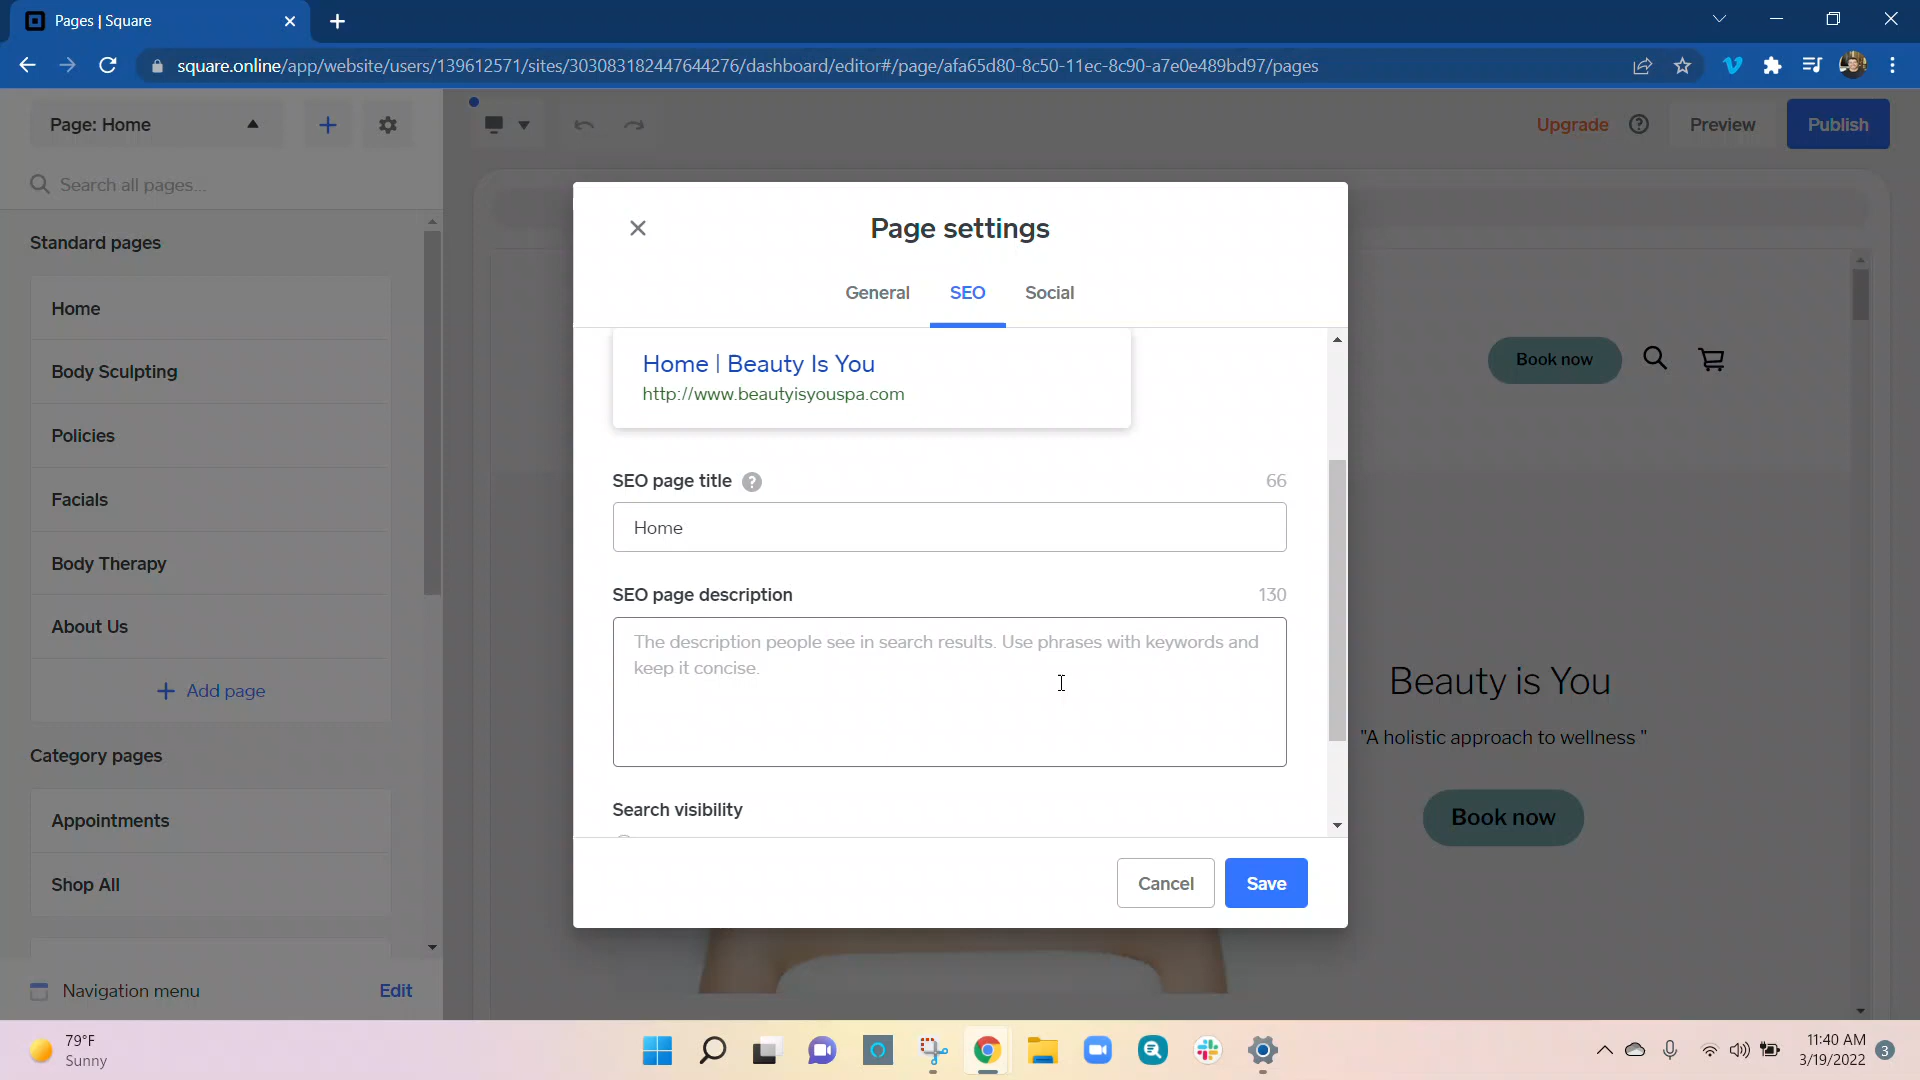 Pages | Square
square.online/app/website/users/139612571/sites/303083182447644276/dashboard/editor#/page/afa65d80-8c50-11ec-8c90-a7e0e489bd97/pages
Page: Home
Upgrade
Preview
Publish
Search all pages...
Standard pages
Home
Body Sculpting
Policies
Facials
Body Therapy
About Us
Add page
Category pages
Appointments
Shop All
Navigation menu
Edit
Page settings
General
SEO
Social
Home | Beauty Is You
http://www.beautyisyouspa.com
SEO page title ?
66
Home
SEO page description
130
The description people see in search results. Use phrases with keywords and
keep it concise.
Search visibility
Cancel
Save
Book now
Beauty is You
"A holistic approach to wellness "
Book now
79°F
Sunny
11:40 AM
3/19/2022
3